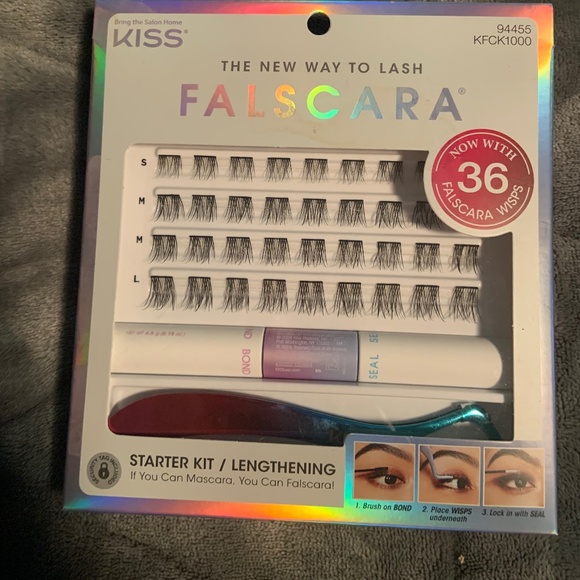 Bring the Salon Home
KISS®
94455
KFCK1000
THE NEW WAY TO LASH
FALSCARA®
NOW WITH
36
FALSCARA WISPS
S
M
M
L
BOND
SEAL
STARTER KIT / LENGTHENING
If You Can Mascara, You Can Falscara!
1. Brush on BOND
2. Place WISPS
underneath
3. Lock in with SEAL